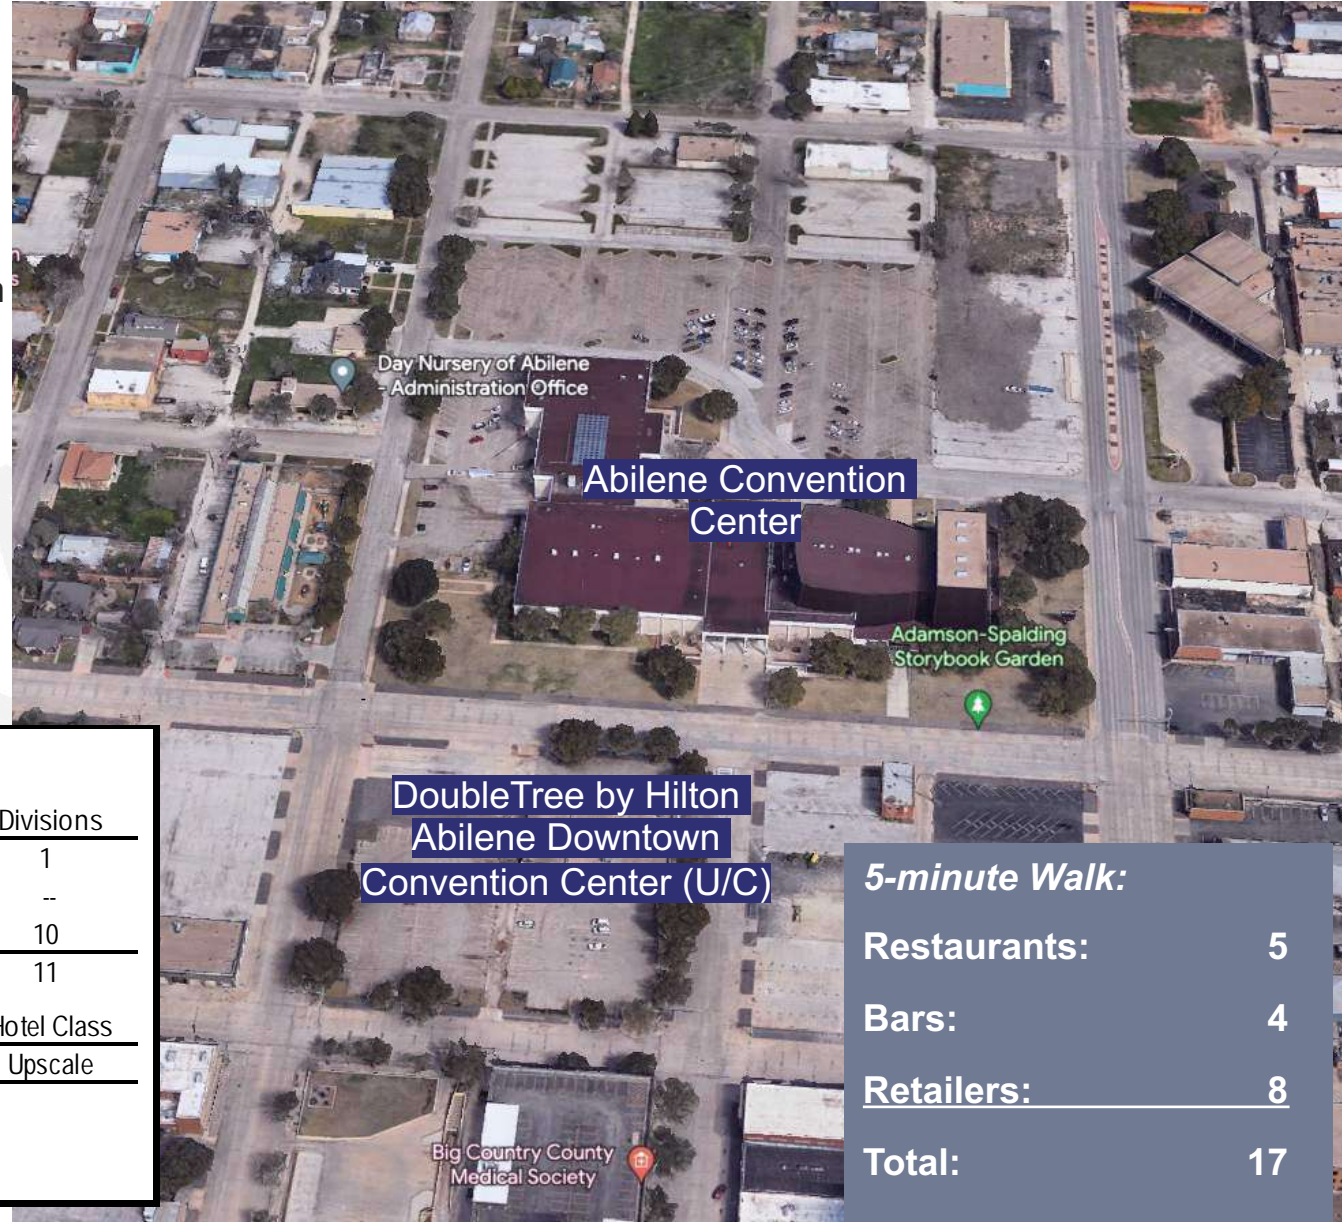 Day Nursery of Abilene
- Administration Office
Abilene Convention
Center
Adamson-Spalding
Storybook Garden
DoubleTree by Hilton
Abilene Downtown
Convention Center (U/C)
Divisions
1
--
10
11
Hotel Class
Upscale
5-minute Walk:
Restaurants: 5
Bars: 4
Retailers: 8
Total: 17
Big Country County
Medical Society